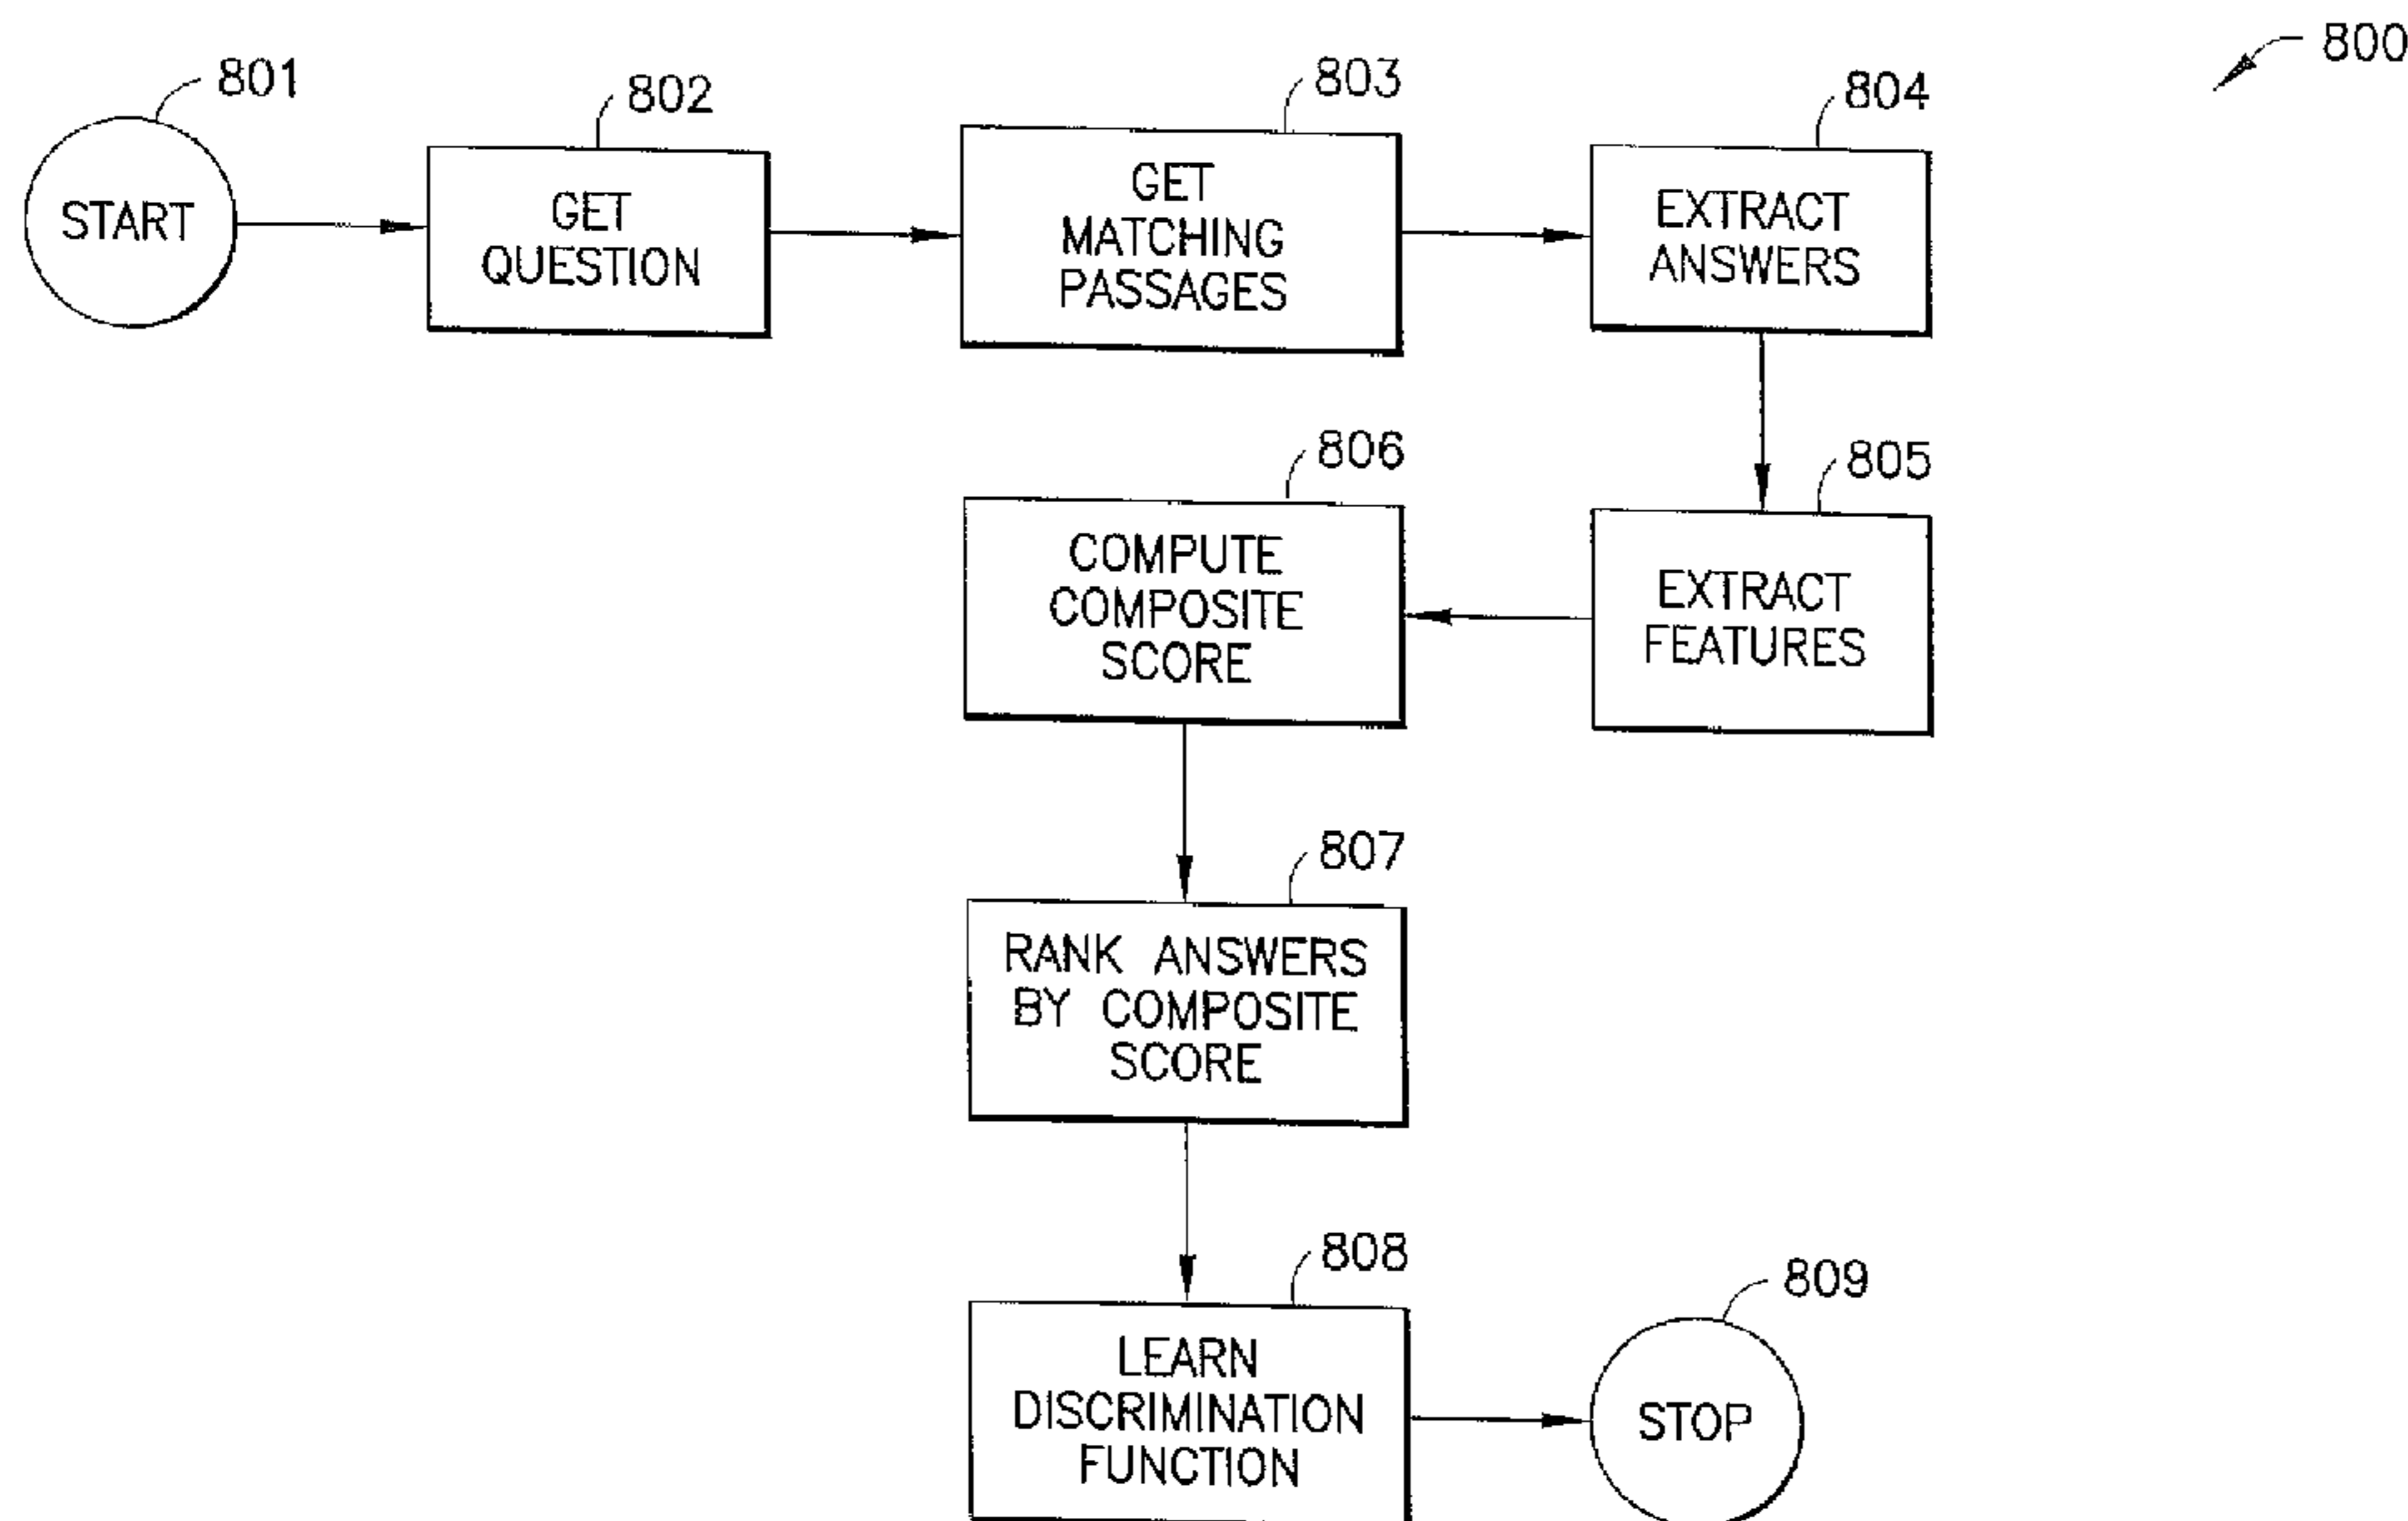 800
801
START
802
GET
QUESTION
803
GET
MATCHING
PASSAGES
804
EXTRACT
ANSWERS
805
EXTRACT
FEATURES
806
COMPUTE
COMPOSITE
SCORE
807
RANK ANSWERS
BY COMPOSITE
SCORE
808
LEARN
DISCRIMINATION
FUNCTION
809
STOP